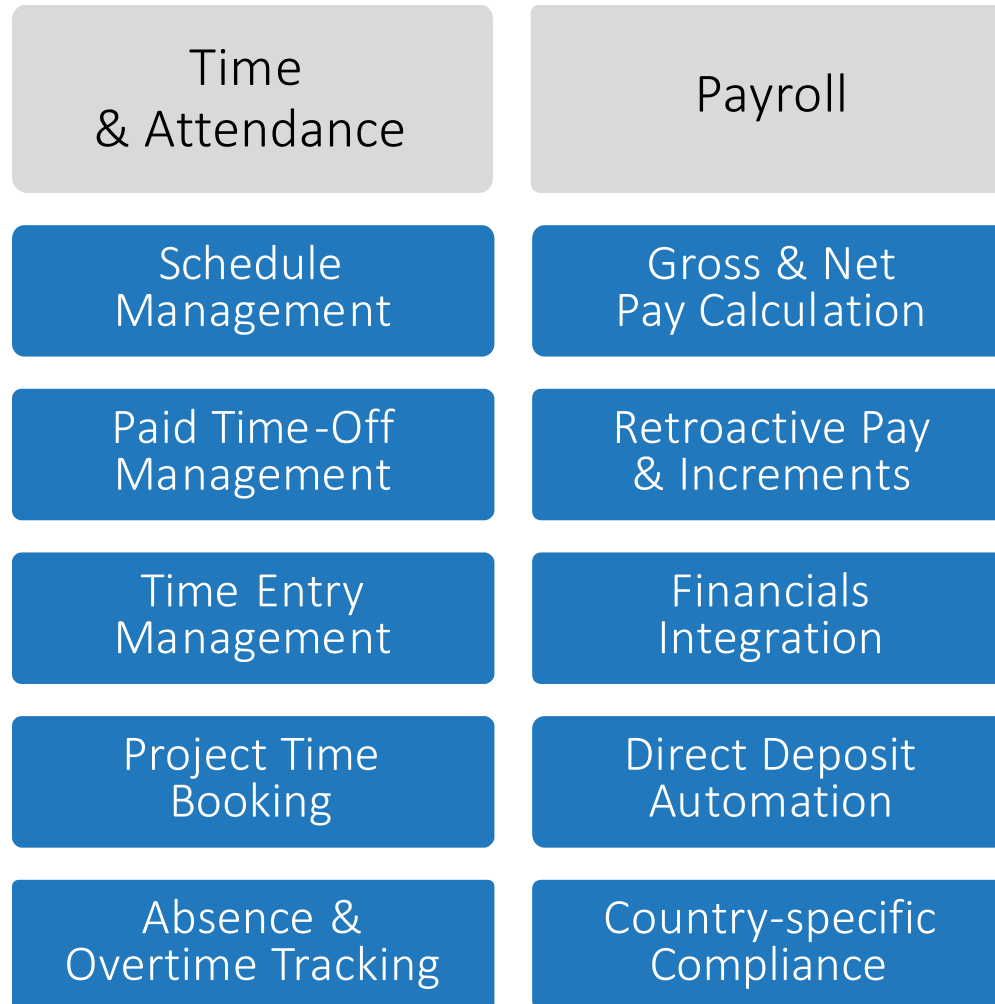 Time
& Attendance
Schedule
Management
Paid Time-Off
Management
Time Entry
Management
Project Time
Booking
Absence &
Overtime Tracking
Payroll
Gross & Net
Pay Calculation
Retroactive Pay
& Increments
Financials
Integration
Direct Deposit
Automation
Country-specific
Compliance